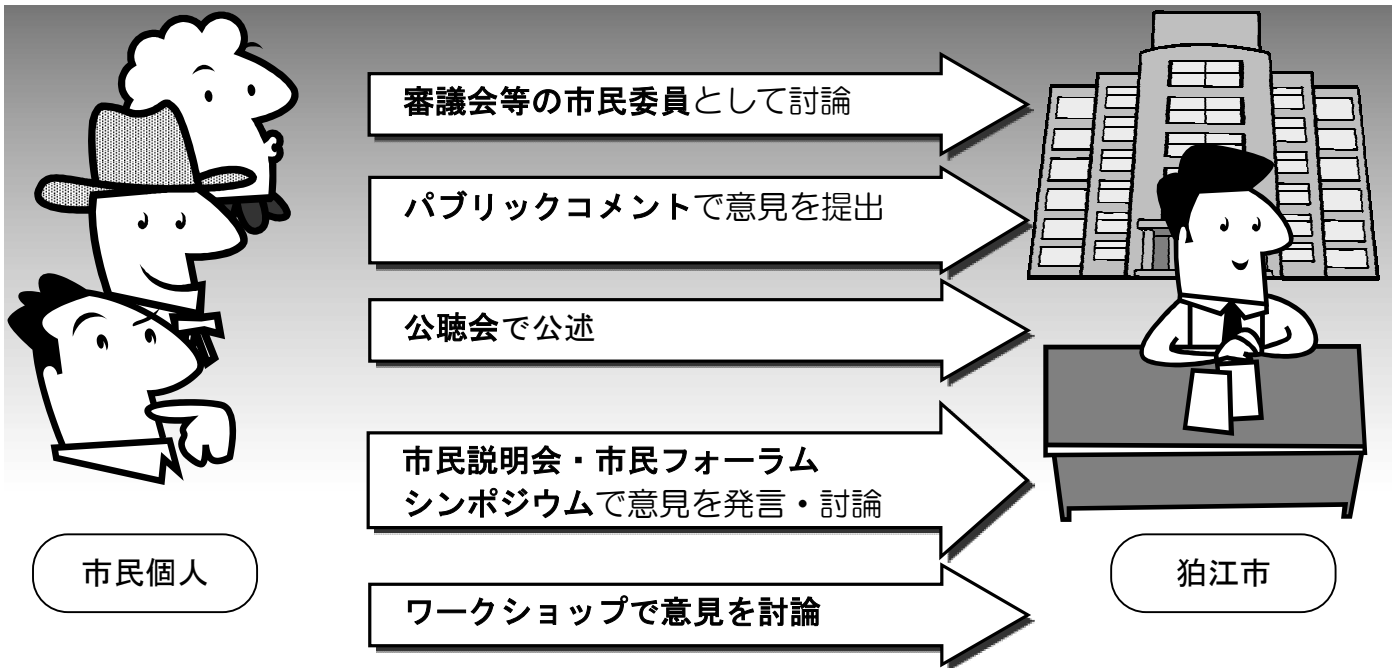 審議会等の市民委員として討論
パブリックコメントで意見を提出
公聴会で公述
市民説明会・市民フォーラム
シンポジウムで意見を発言・討論
ワークショップで意見を討論
市民個人
狛江市